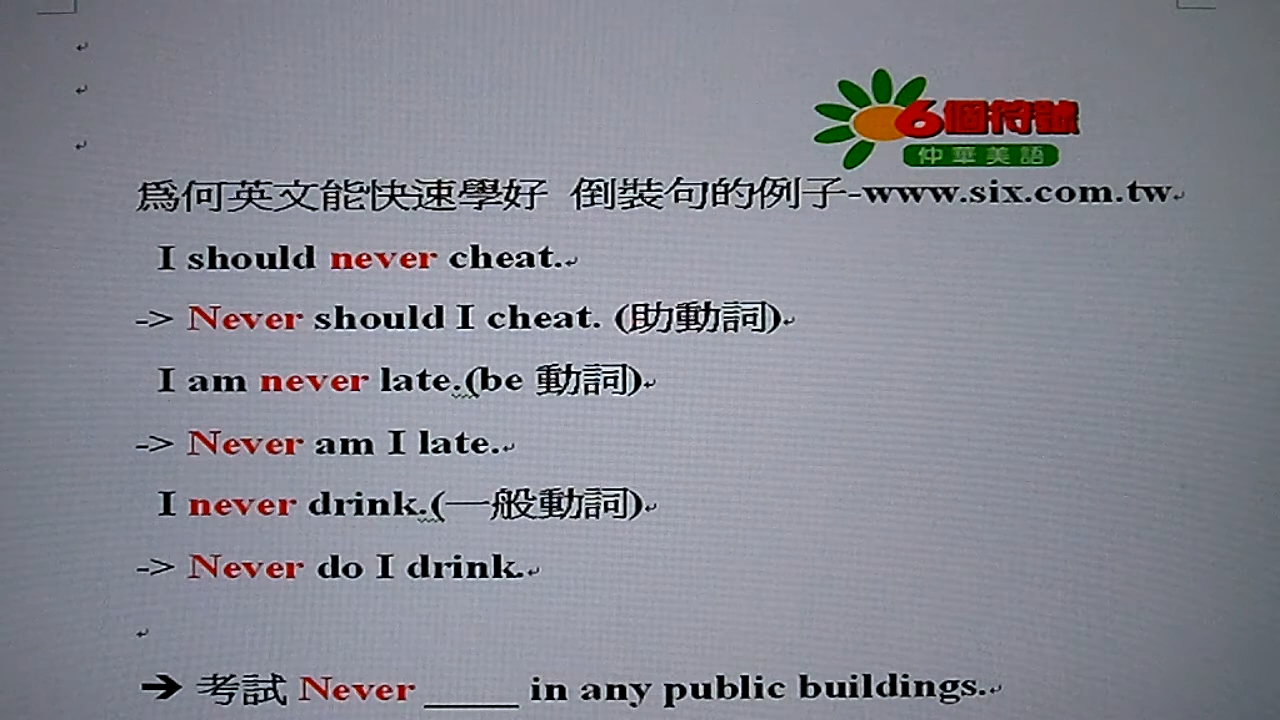 6個符號
仲華美語
為何英文能快速學好 倒裝句的例子-www.six.com.tw
I should never cheat.
-> Never should I cheat. (助動詞)
I am never late.(be 動詞)
-> Never am I late.
I never drink.(一般動詞)
-> Never do I drink.
➔ 考試 Never _____ in any public buildings.